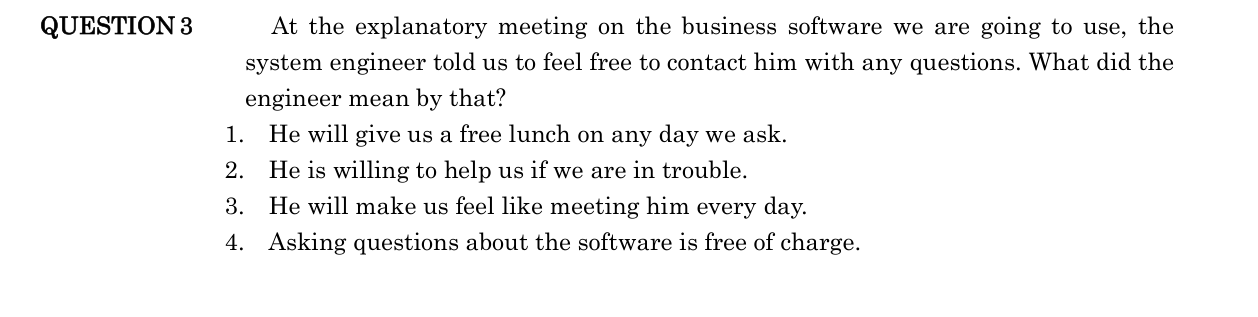 QUESTION 3 At the explanatory meeting on the business software we are going to use, the
system engineer told us to feel free to contact him with any questions. What did the
engineer mean by that?
1. He will give us a free lunch on any day we ask.
2. He is willing to help us if we are in trouble.
3. He will make us feel like meeting him every day.
4. Asking questions about the software is free of charge.